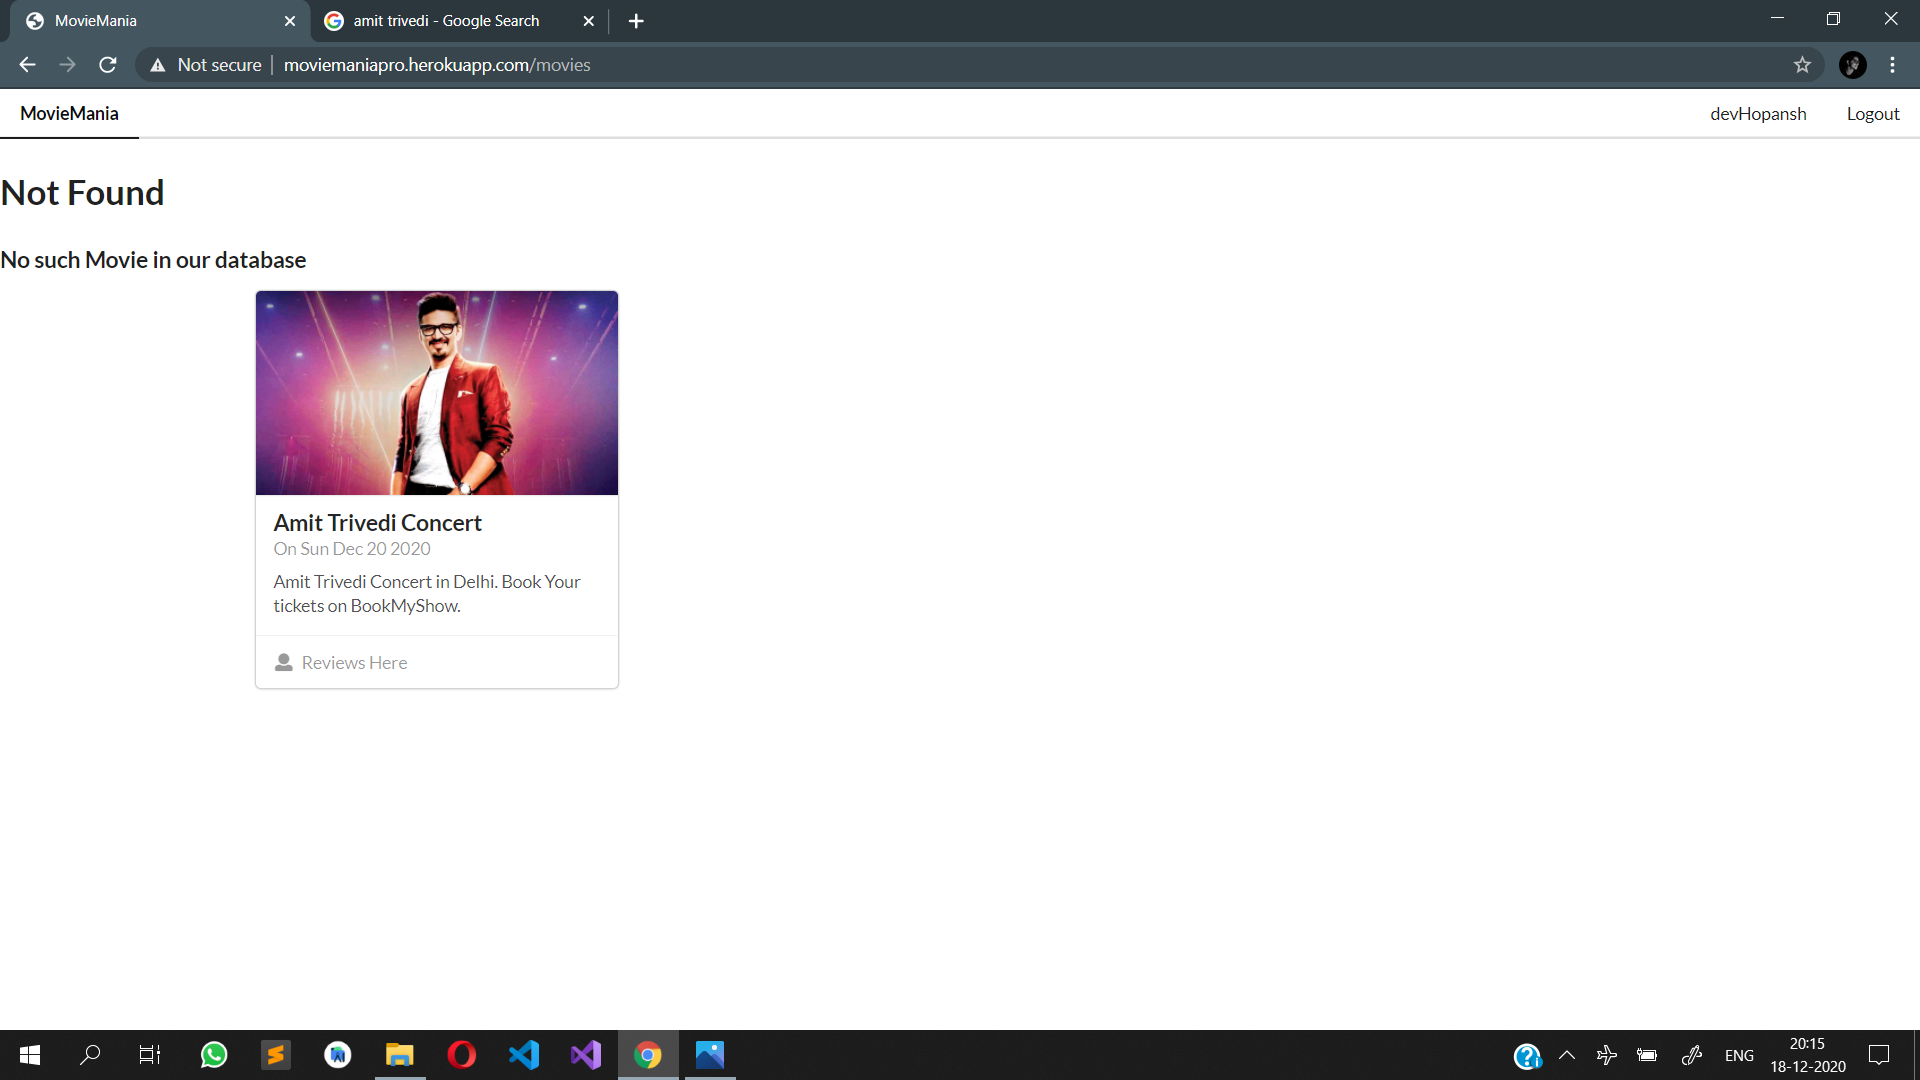 MovieMania
amit trivedi - Google Search
Not secure
moviemaniapro.herokuapp.com/movies
MovieMania
devHopansh
Logout
Not Found
No such Movie in our database
Amit Trivedi Concert
On Sun Dec 20 2020
Amit Trivedi Concert in Delhi. Book Your
tickets on BookMyShow.
Reviews Here
ENG
20:15
18-12-2020